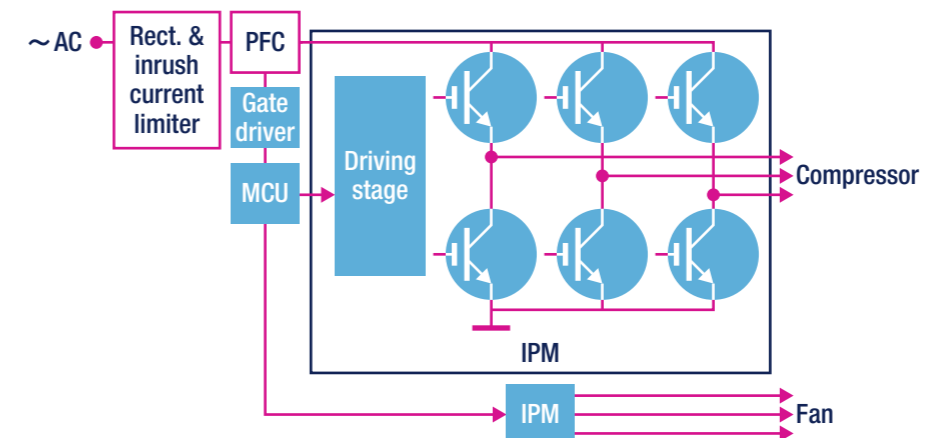 ~ AC
Rect. &
inrush
current
limiter
PFC
Gate
driver
MCU
Driving
stage
Compressor
IPM
IPM
Fan